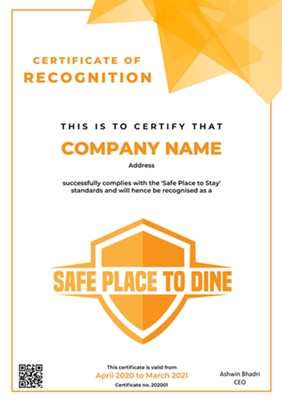 CERTIFICATE OF
RECOGNITION
THIS IS TO CERTIFY THAT
COMPANY NAME
Address
successfully complies with the 'Safe Place to Stay'
standards and will hence be recognised as a
SAFE PLACE TO DINE
This certificate is valid from
April 2020 to March 2021
Certificate no. 202001
Ashwin Bhadri
CEO